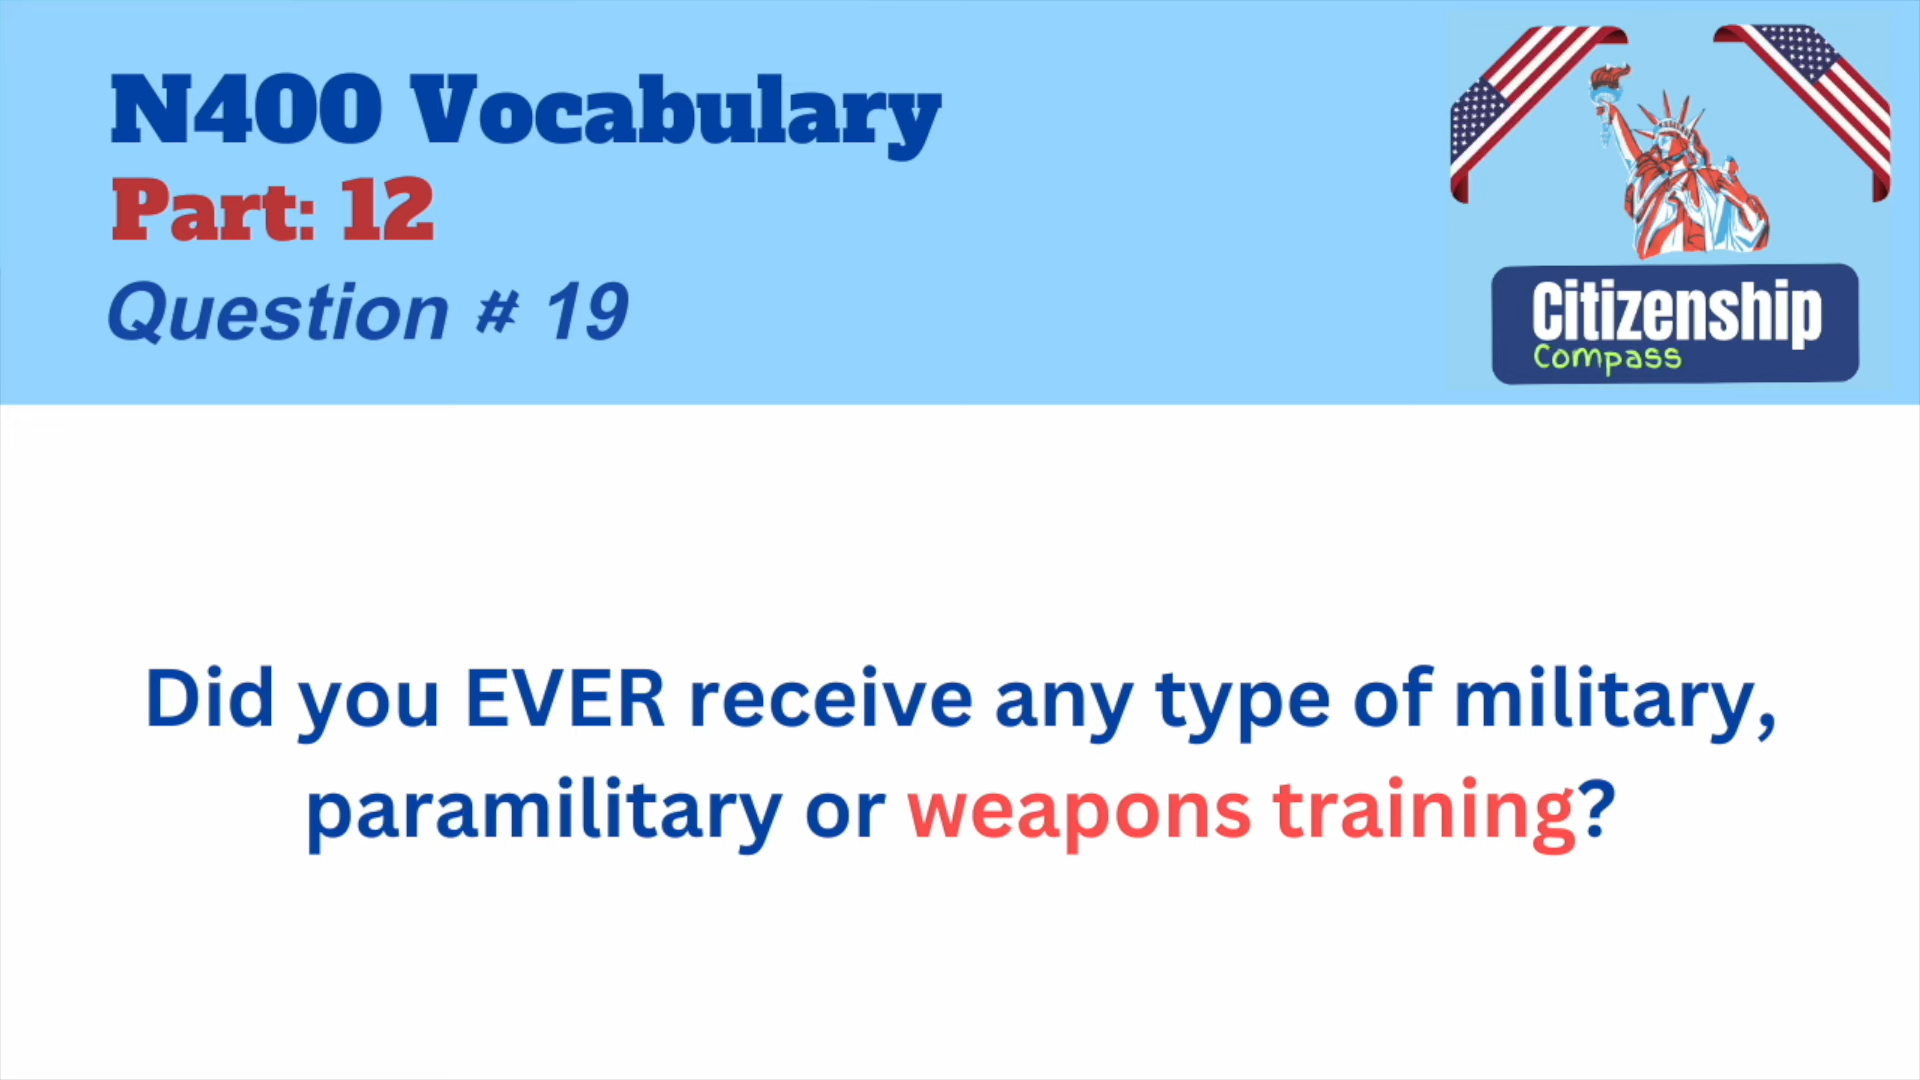 N400 Vocabulary
Part: 12
Question # 19
Citizenship
Compass
Did you EVER receive any type of military,
paramilitary or weapons training?